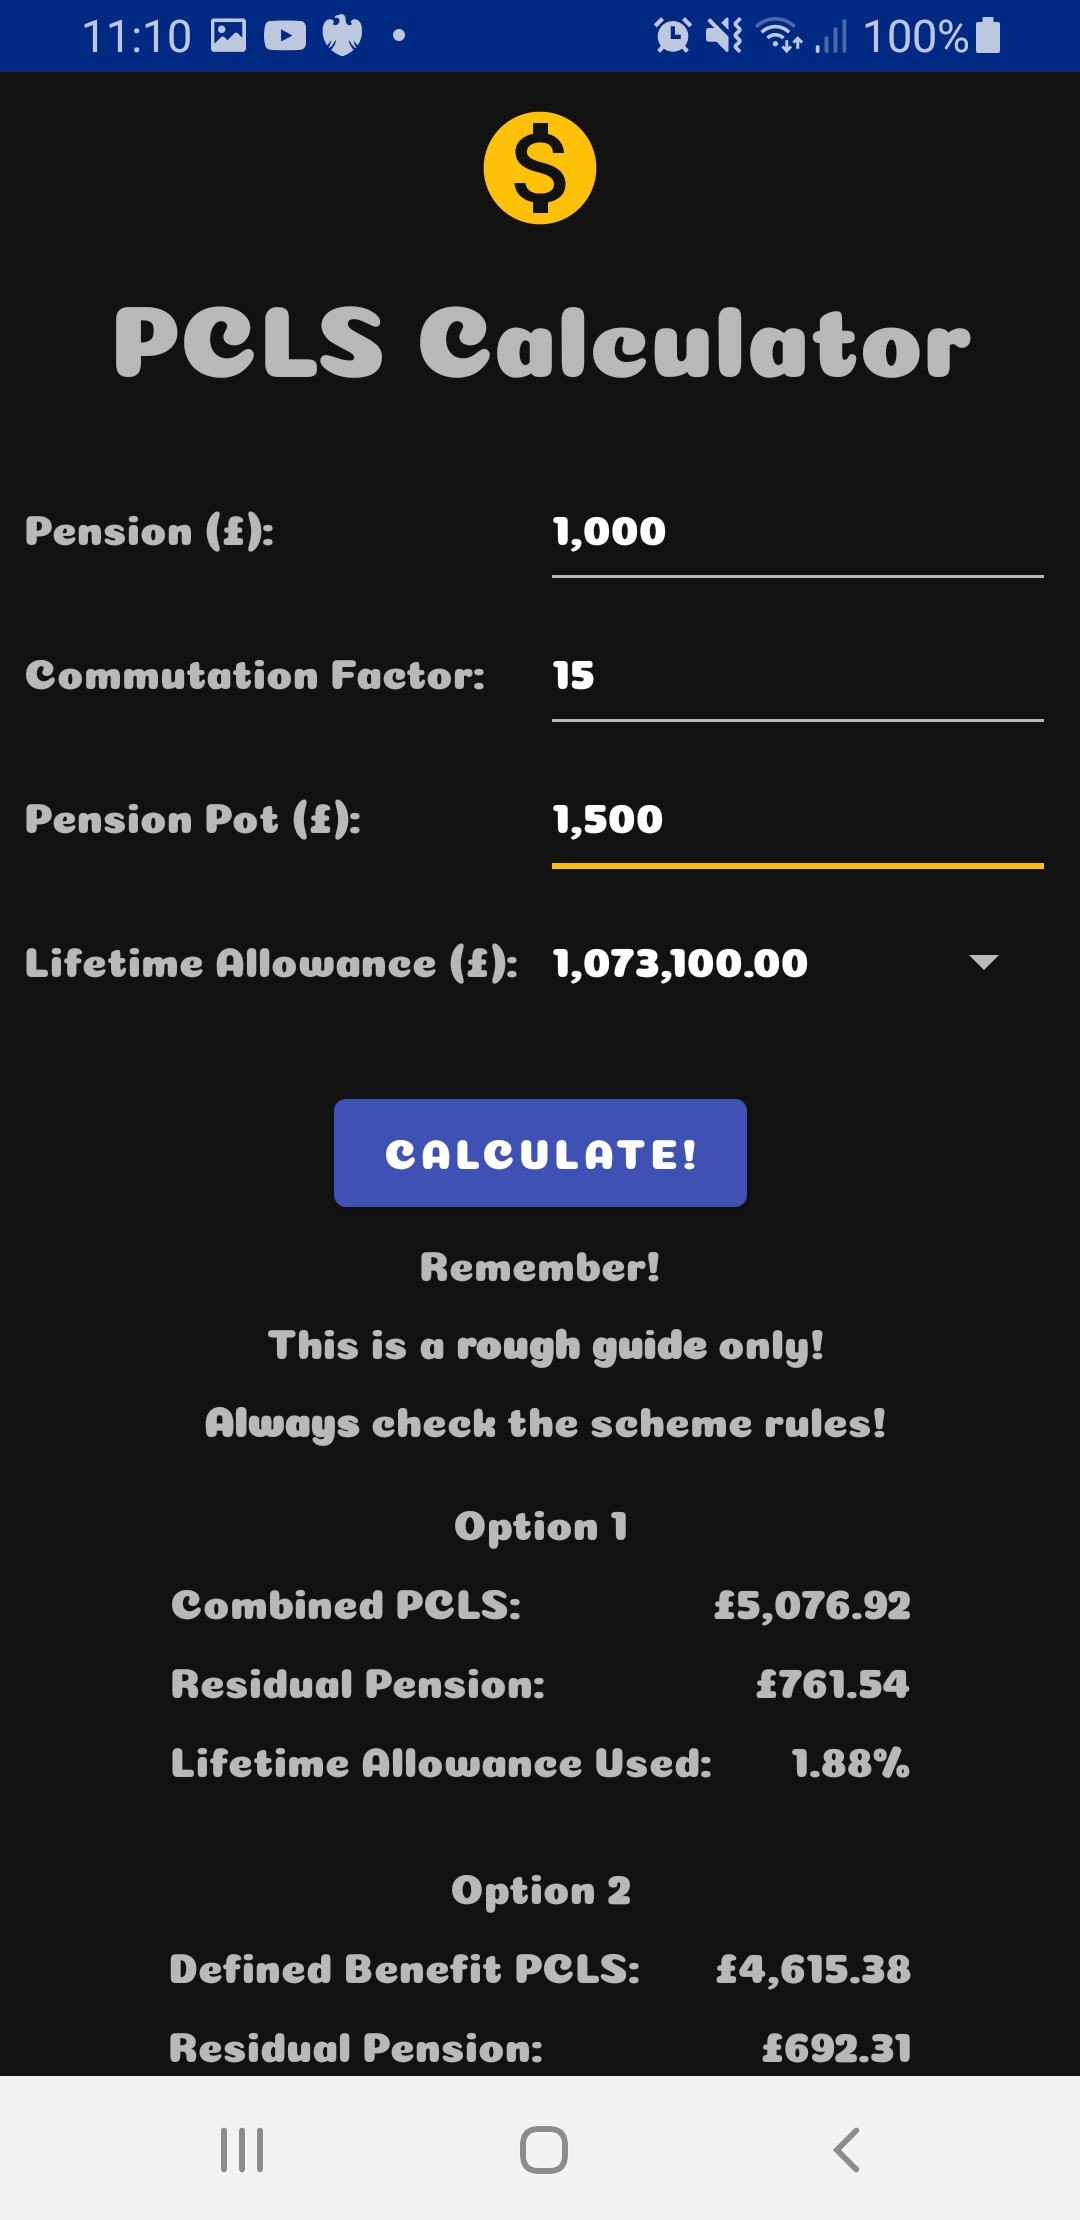 11:10
100%
$
PCLS Calculator
Pension (£): 1,000
Commutation Factor: 15
Pension Pot (£): 1,500
Lifetime Allowance (£): 1,073,100.00
CALCULATE!
Remember!
This is a rough guide only!
Always check the scheme rules!
Option 1
Combined PCLS: £5,076.92
Residual Pension: £761.54
Lifetime Allowance Used: 1.88%
Option 2
Defined Benefit PCLS: £4,615.38
Residual Pension: £692.31